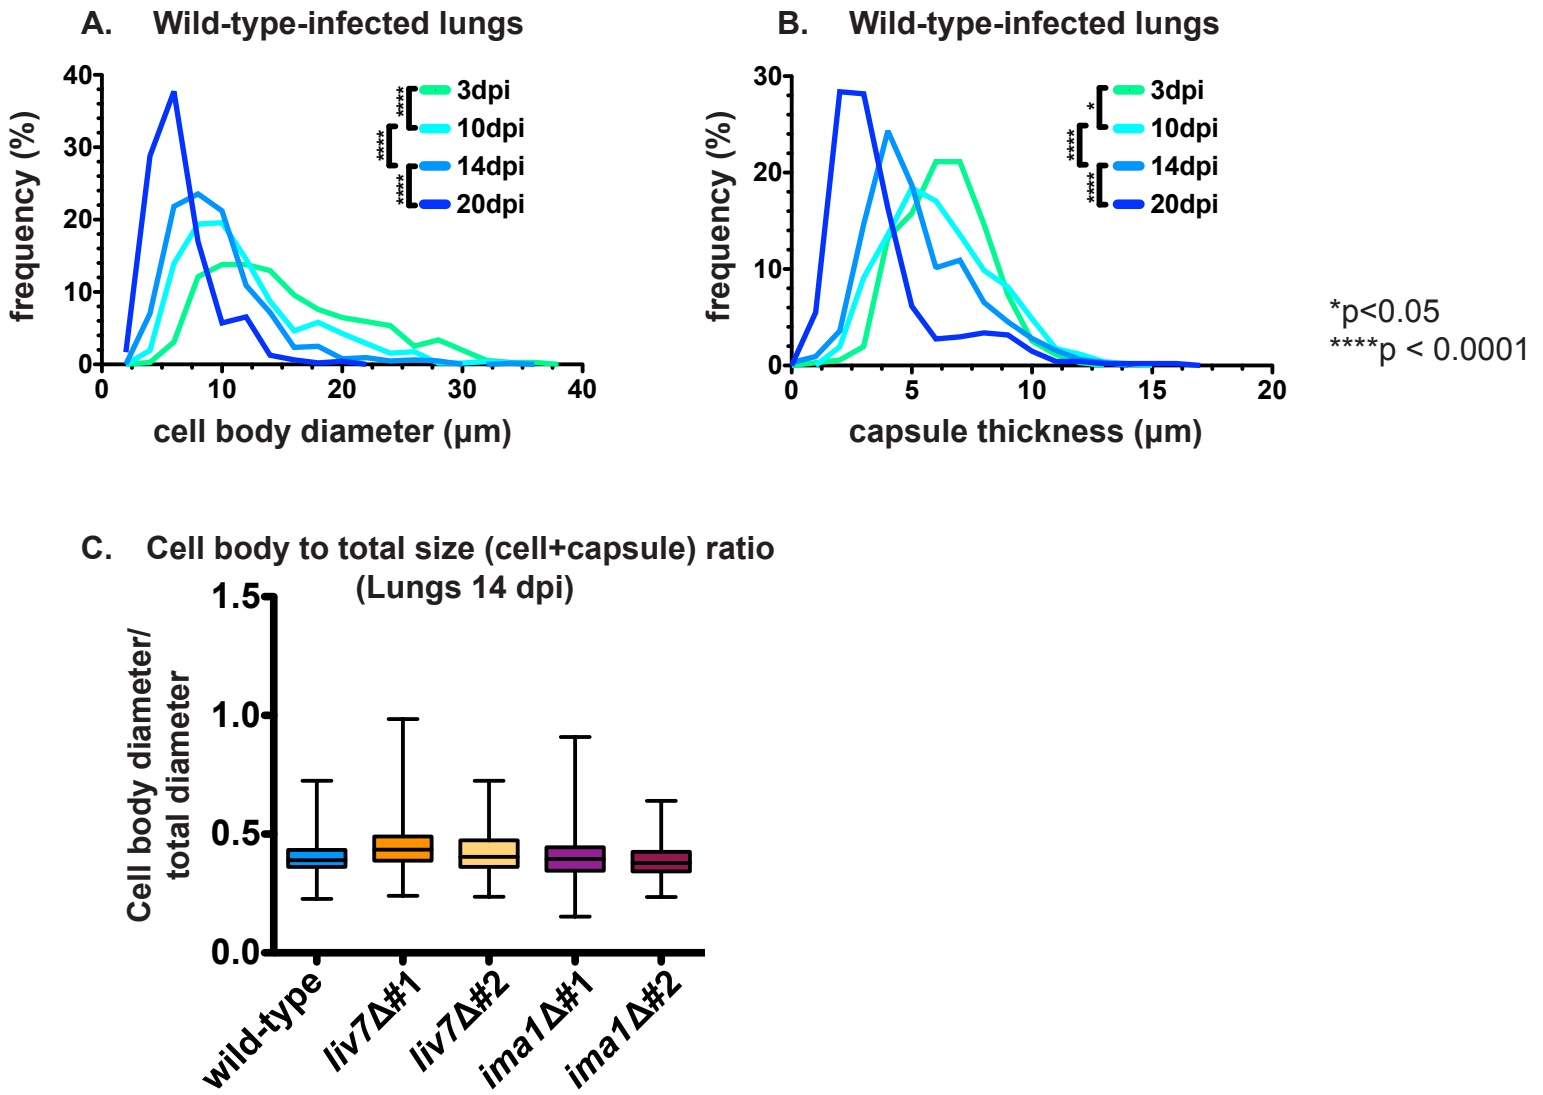 A. Wild-type-infected lungs
frequency (%)
40
30
20
10
0
0 10 20 30 40
cell body diameter (µm)
**** 3dpi
**** 10dpi
**** 14dpi
20dpi
B. Wild-type-infected lungs
frequency (%)
30
20
10
0
0 5 10 15 20
capsule thickness (µm)
* 3dpi
**** 10dpi
**** 14dpi
20dpi
*p<0.05
****p < 0.0001
C. Cell body to total size (cell+capsule) ratio
(Lungs 14 dpi)
Cell body diameter/
total diameter
1.5
1.0
0.5
0.0
wild-type
liv7Δ#1
liv7Δ#2
ima1Δ#1
ima1Δ#2